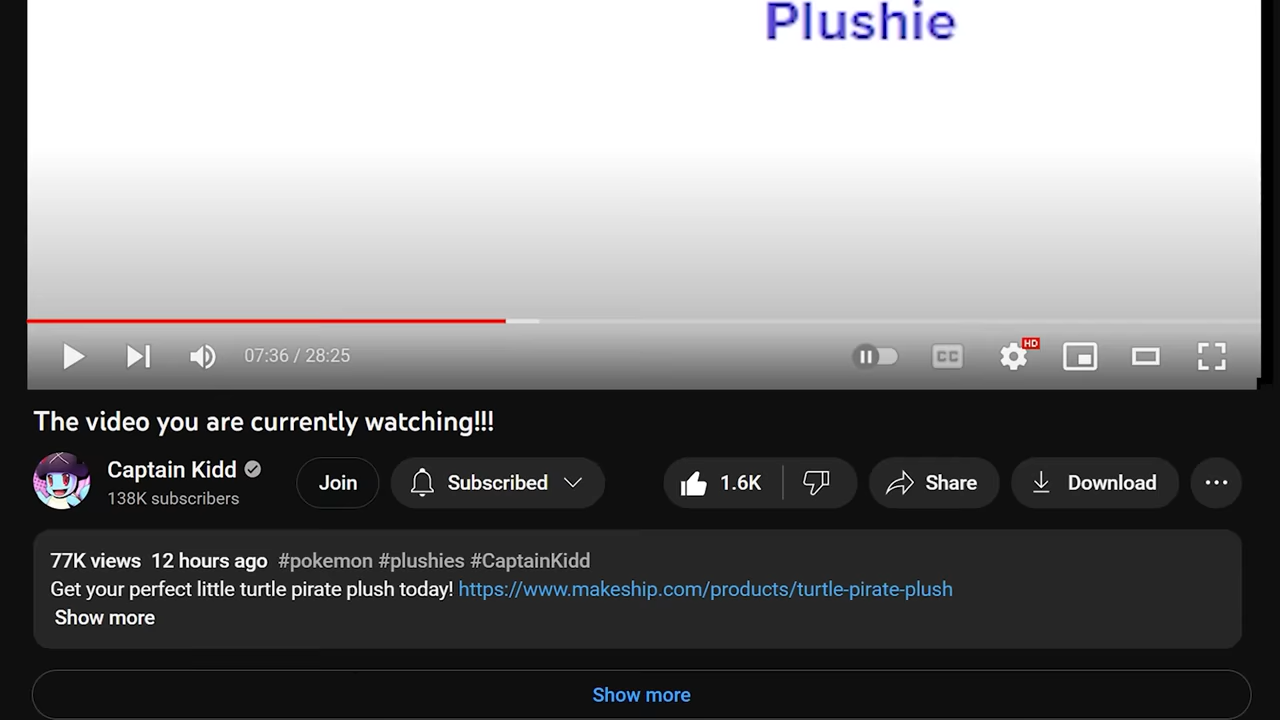 Plushie
07:36 / 28:25
CC
HD
The video you are currently watching!!!
Captain Kidd
138K subscribers
Join
Subscribed
1.6K
Share
Download
77K views 12 hours ago #pokemon #plushies #CaptainKidd
Get your perfect little turtle pirate plush today! https://www.makeship.com/products/turtle-pirate-plush
Show more
Show more